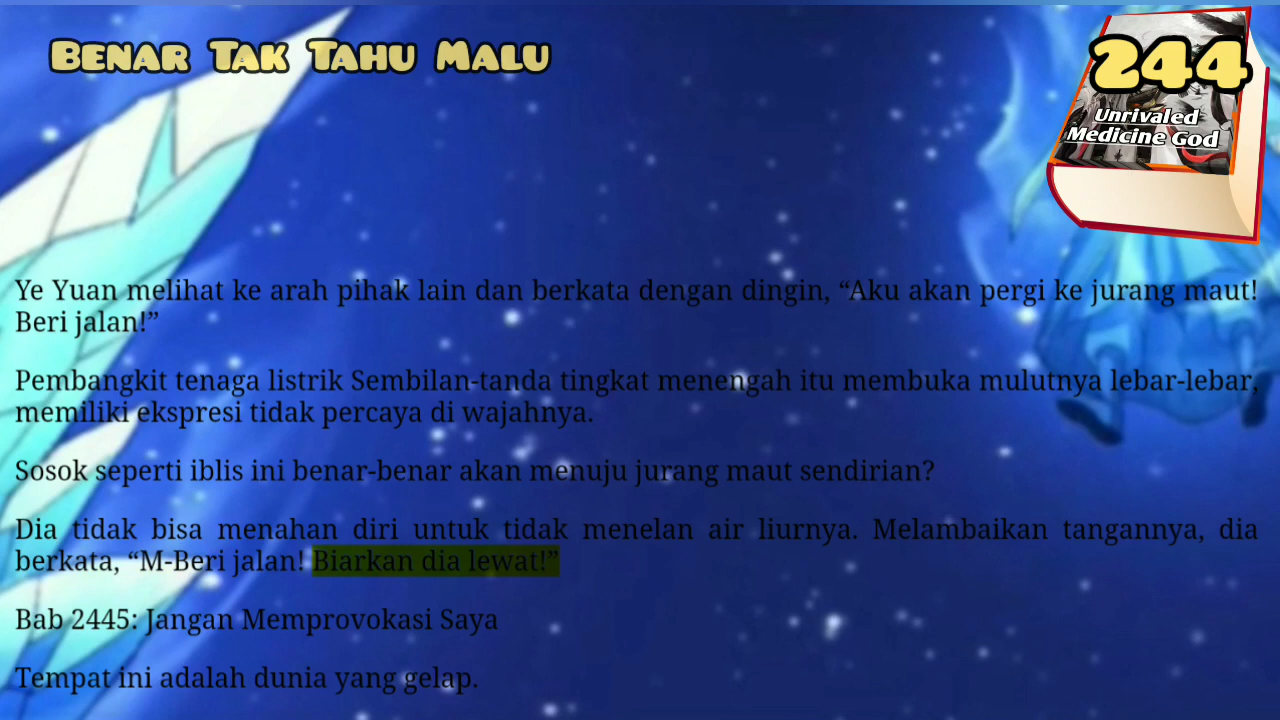 Benar Tak Tahu Malu
244
Unrivaled
Medicine God
Ye Yuan melihat ke arah pihak lain dan berkata dengan dingin, “Aku akan pergi ke jurang maut!
Beri jalan!”
Pembangkit tenaga listrik Sembilan-tanda tingkat menengah itu membuka mulutnya lebar-lebar,
memiliki ekspresi tidak percaya di wajahnya.
Sosok seperti iblis ini benar-benar akan menuju jurang maut sendirian?
Dia tidak bisa menahan diri untuk tidak menelan air liurnya. Melambaikan tangannya, dia
berkata, “M-Beri jalan! Biarkan dia lewat!”
Bab 2445: Jangan Memprovokasi Saya
Tempat ini adalah dunia yang gelap.